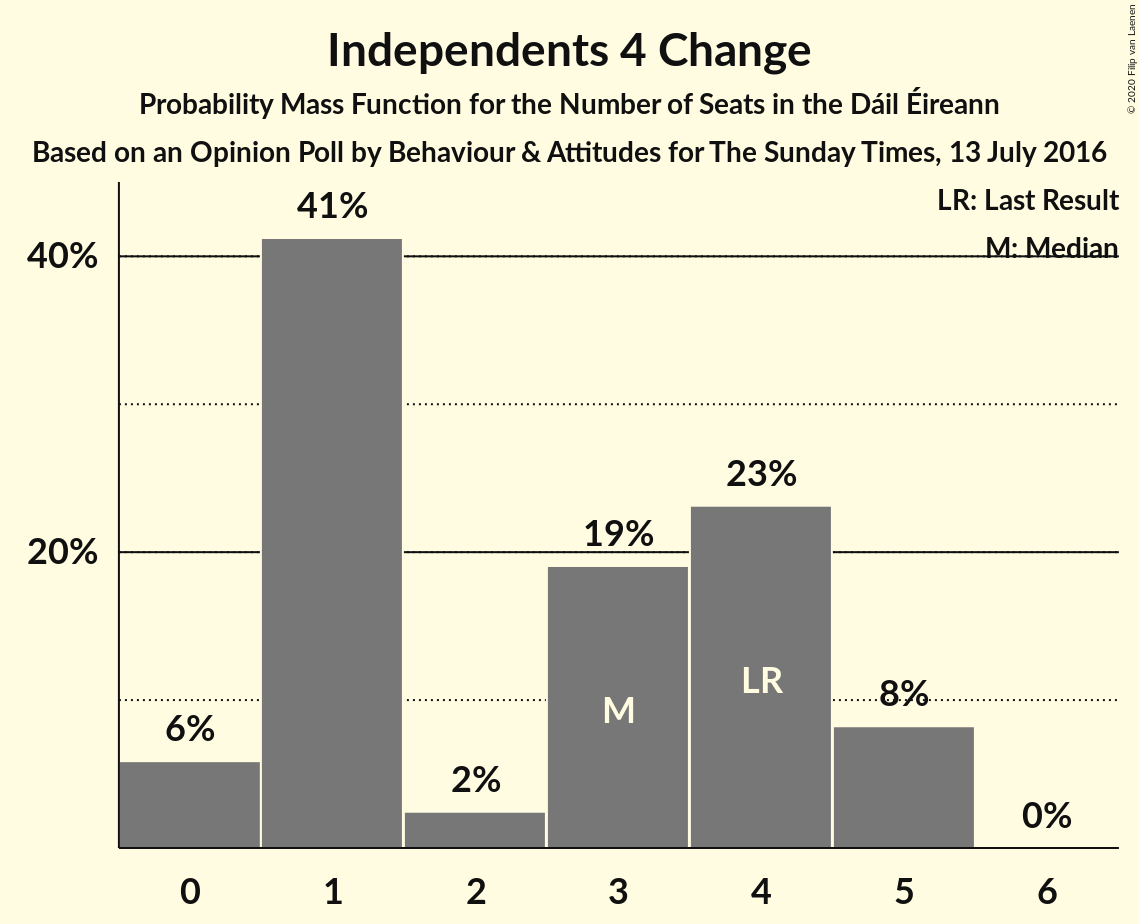 Independents 4 Change
Probability Mass Function for the Number of Seats in the Dáil Éireann
Based on an Opinion Poll by Behaviour & Attitudes for The Sunday Times, 13 July 2016
© 2020 Filip van Laenen
LR: Last Result
M: Median
40%
20%
6%
41%
2%
19%
23%
8%
0%
M
LR
0
1
2
3
4
5
6